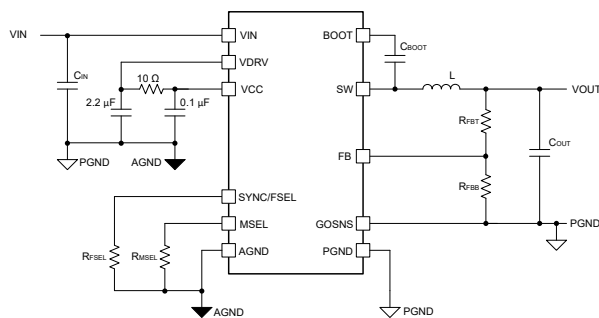 VIN
VIN
BOOT
CBOOT
VDRV
CIN
10 Ω
L
VCC
SW
VOUT
2.2 µF
0.1 µF
RFBT
COUT
FB
PGND
AGND
RFBB
SYNC/FSEL
MSEL
GOSNS
PGND
RFSEL
RMSEL
AGND
PGND
AGND
PGND